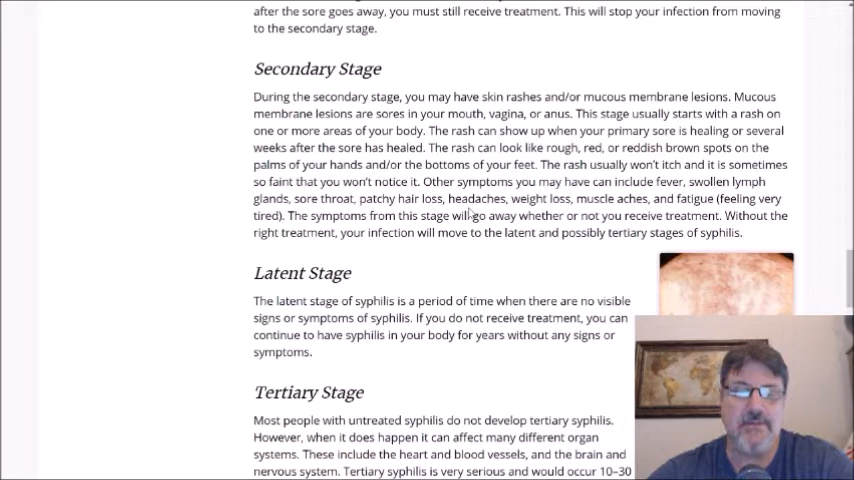 after the sore goes away, you must still receive treatment. This will stop your infection from moving
to the secondary stage.
Secondary Stage
During the secondary stage, you may have skin rashes and/or mucous membrane lesions. Mucous
membrane lesions are sores in your mouth, vagina, or anus. This stage usually starts with a rash on
one or more areas of your body. The rash can show up when your primary sore is healing or several
weeks after the sore has healed. The rash can look like rough, red, or reddish brown spots on the
palms of your hands and/or the bottoms of your feet. The rash usually won't itch and it is sometimes
so faint that you won't notice it. Other symptoms you may have can include fever, swollen lymph
glands, sore throat, patchy hair loss, headaches, weight loss, muscle aches, and fatigue (feeling very
tired). The symptoms from this stage will go away whether or not you receive treatment. Without the
right treatment, your infection will move to the latent and possibly tertiary stages of syphilis.
Latent Stage
The latent stage of syphilis is a period of time when there are no visible
signs or symptoms of syphilis. If you do not receive treatment, you can
continue to have syphilis in your body for years without any signs or
symptoms.
Tertiary Stage
Most people with untreated syphilis do not develop tertiary syphilis.
However, when it does happen it can affect many different organ
systems. These include the heart and blood vessels, and the brain and
nervous system. Tertiary syphilis is very serious and would occur 10–30